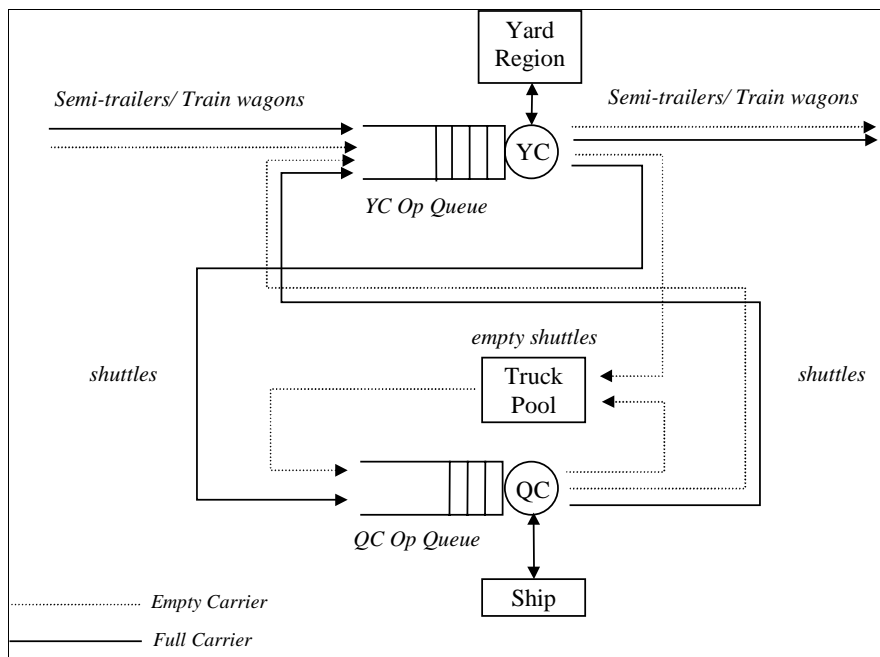 Yard
Region
Semi-trailers/ Train wagons
Semi-trailers/ Train wagons
YC
YC Op Queue
empty shuttles
shuttles
Truck
Pool
shuttles
QC
QC Op Queue
Ship
Empty Carrier
Full Carrier